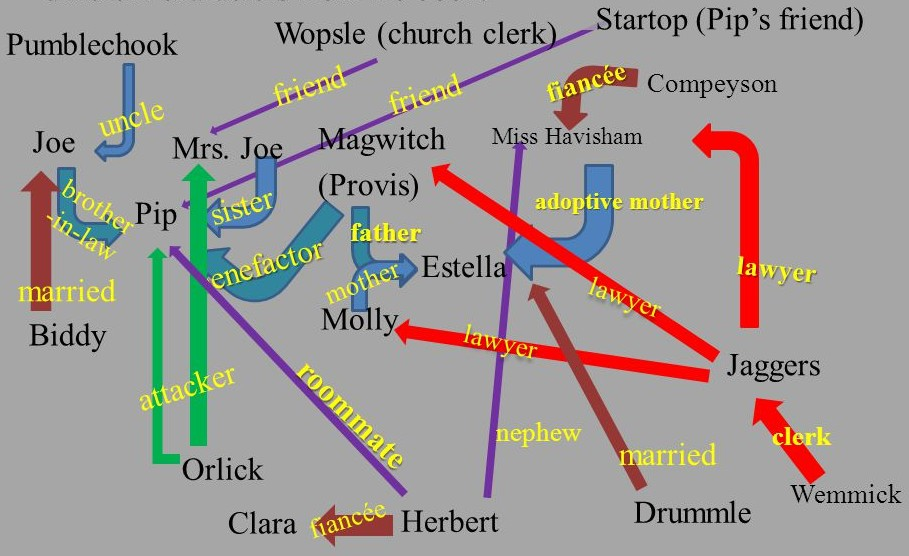 Wopsle (church clerk)
Startop (Pip's friend)
Pumblechook
friend
friend
fiancée
Compeyson
uncle
Joe
Mrs. Joe
Magwitch
(Provis)
Miss Havisham
brother
-in-law
Pip
sister
father
adoptive mother
enefactor
mother
Estella
lawyer
lawyer
married
Biddy
Molly
lawyer
Jaggers
attacker
roommate
nephew
married
clerk
Orlick
Wemmick
Clara
fiancée
Herbert
Drummle